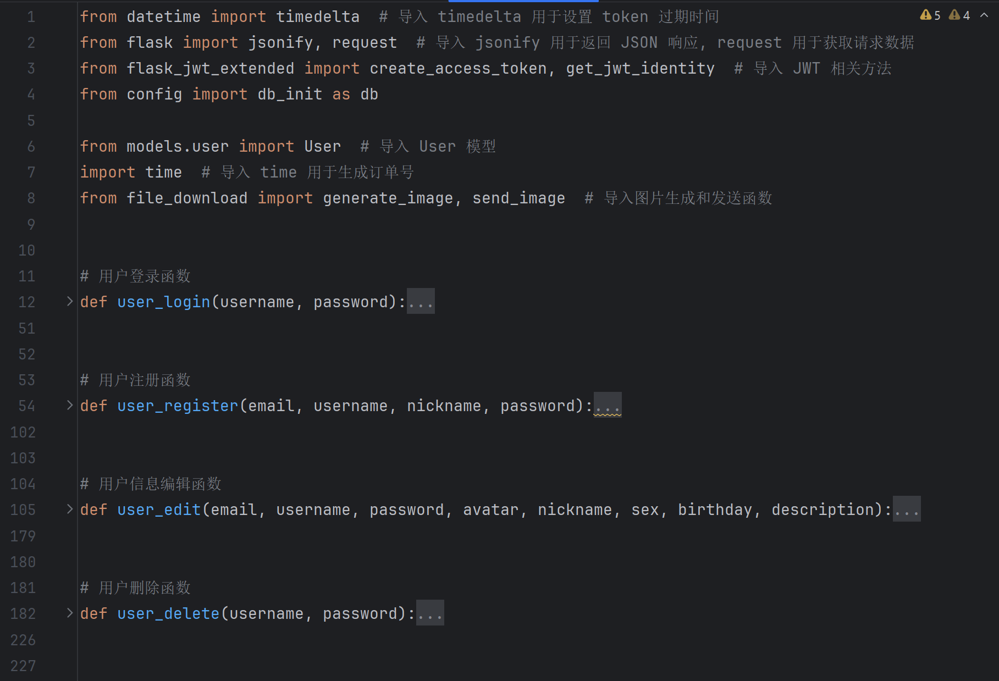 1 from datetime import timedelta  # 导入 timedelta 用于设置 token 过期时间 5 4
2 from flask import jsonify, request  # 导入 jsonify 用于返回 JSON 响应, request 用于获取请求数据
3 from flask_jwt_extended import create_access_token, get_jwt_identity  # 导入 JWT 相关方法
4 from config import db_init as db
5
6 from models.user import User  # 导入 User 模型
7 import time  # 导入 time 用于生成订单号
8 from file_download import generate_image, send_image  # 导入图片生成和发送函数
9
10
11 # 用户登录函数
12 def user_login(username, password):...
51
52
53 # 用户注册函数
54 def user_register(email, username, nickname, password):...
102
103
104 # 用户信息编辑函数
105 def user_edit(email, username, password, avatar, nickname, sex, birthday, description):...
179
180
181 # 用户删除函数
182 def user_delete(username, password):...
226
227